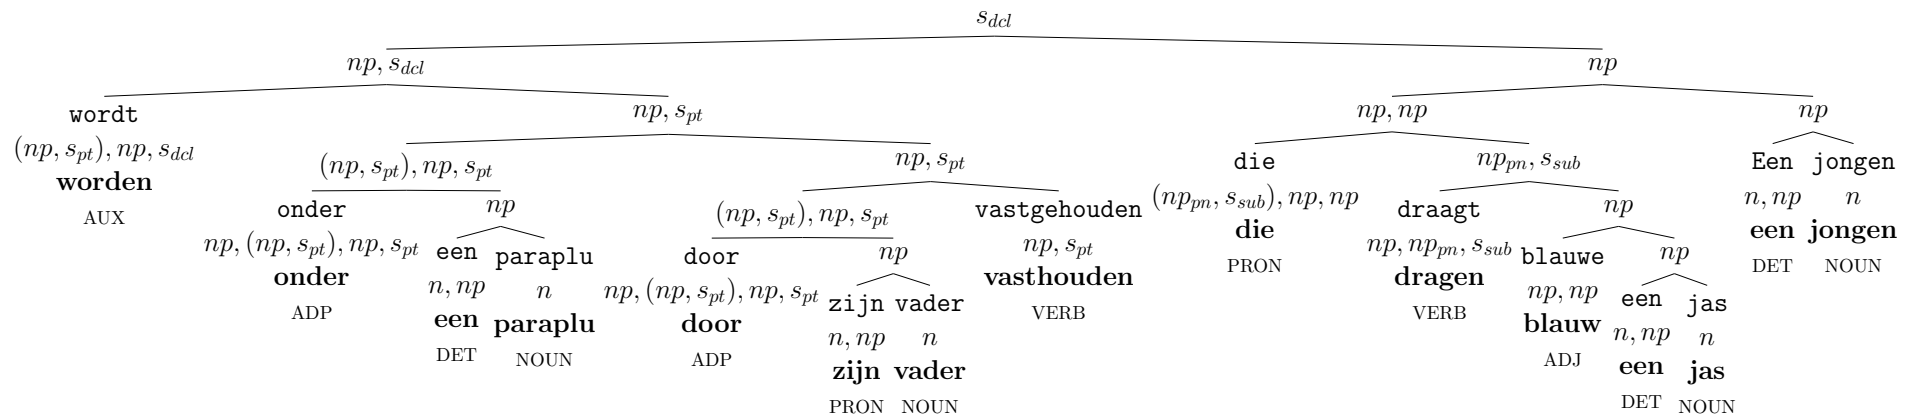 s_dcl
np, s_dcl np
wordt np, s_pt np, np np
(np, s_pt), np, s_dcl (np, s_pt), np, s_pt np, s_pt die np_pn, s_sub Een jongen
worden (np_pn, s_sub), np, np n, np n
AUX onder np (np, s_pt), np, s_pt vastgehouden die draagt np een jongen
np, (np, s_pt), np, s_pt np, s_pt PRON np, np_pn, s_sub DET NOUN
onder een paraplu door np vasthouden dragen blauwe np
ADP n, np n np, (np, s_pt), np, s_pt VERB VERB np, np
een paraplu door zijn vader blauw een jas
DET NOUN ADP n, np n ADJ n, np n
zijn vader een jas
PRON NOUN DET NOUN